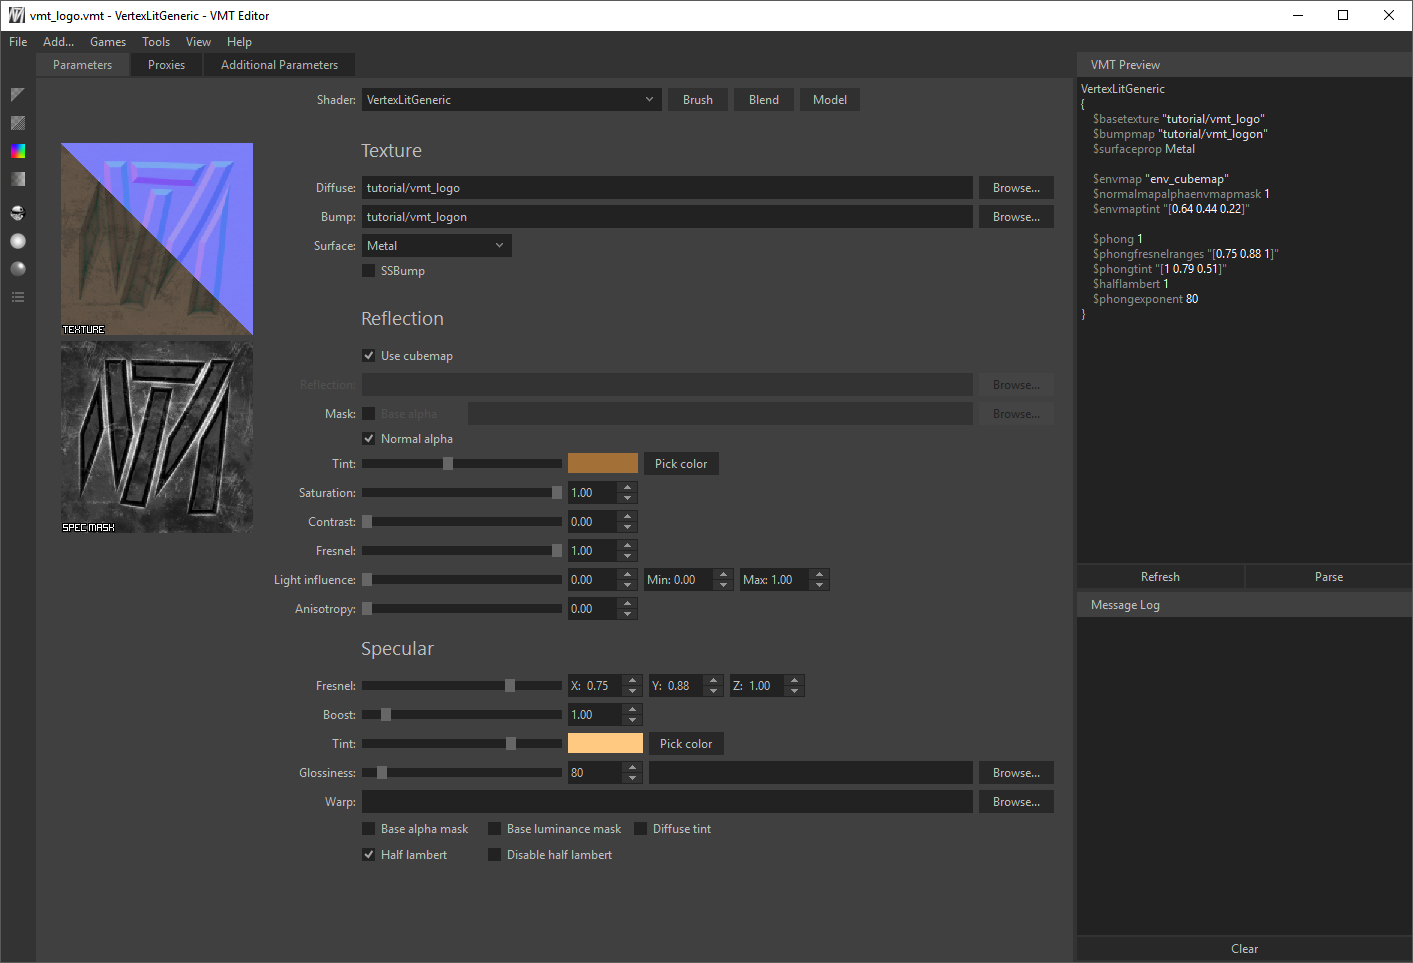 vmt_logo.vmt - VertexLitGeneric - VMT Editor
File Add... Games Tools View Help
Parameters Proxies Additional Parameters
Shader: VertexLitGeneric Brush Blend Model
Texture
Diffuse: tutorial/vmt_logo Browse...
Bump: tutorial/vmt_logon Browse...
Surface: Metal
SSBump
TEXTURE
Reflection
Use cubemap
Reflection: Browse...
Mask: Base alpha Browse...
Normal alpha
Tint: Pick color
Saturation: 1.00
Contrast: 0.00
SPEC MASK
Fresnel: 1.00
Light influence: 0.00 Min: 0.00 Max: 1.00
Anisotropy: 0.00
Specular
Fresnel: X: 0.75 Y: 0.88 Z: 1.00
Boost: 1.00
Tint: Pick color
Glossiness: 80 Browse...
Warp: Browse...
Base alpha mask Base luminance mask Diffuse tint
Half lambert Disable half lambert
VMT Preview
VertexLitGeneric
{
$basetexture "tutorial/vmt_logo"
$bumpmap "tutorial/vmt_logon"
$surfaceprop Metal
$envmap "env_cubemap"
$normalmapalphaenvmapmask 1
$envmaptint "[0.64 0.44 0.22]"
$phong 1
$phongfresnelranges "[0.75 0.88 1]"
$phongtint "[1 0.79 0.51]"
$halflambert 1
$phongexponent 80
}
Refresh Parse
Message Log
Clear